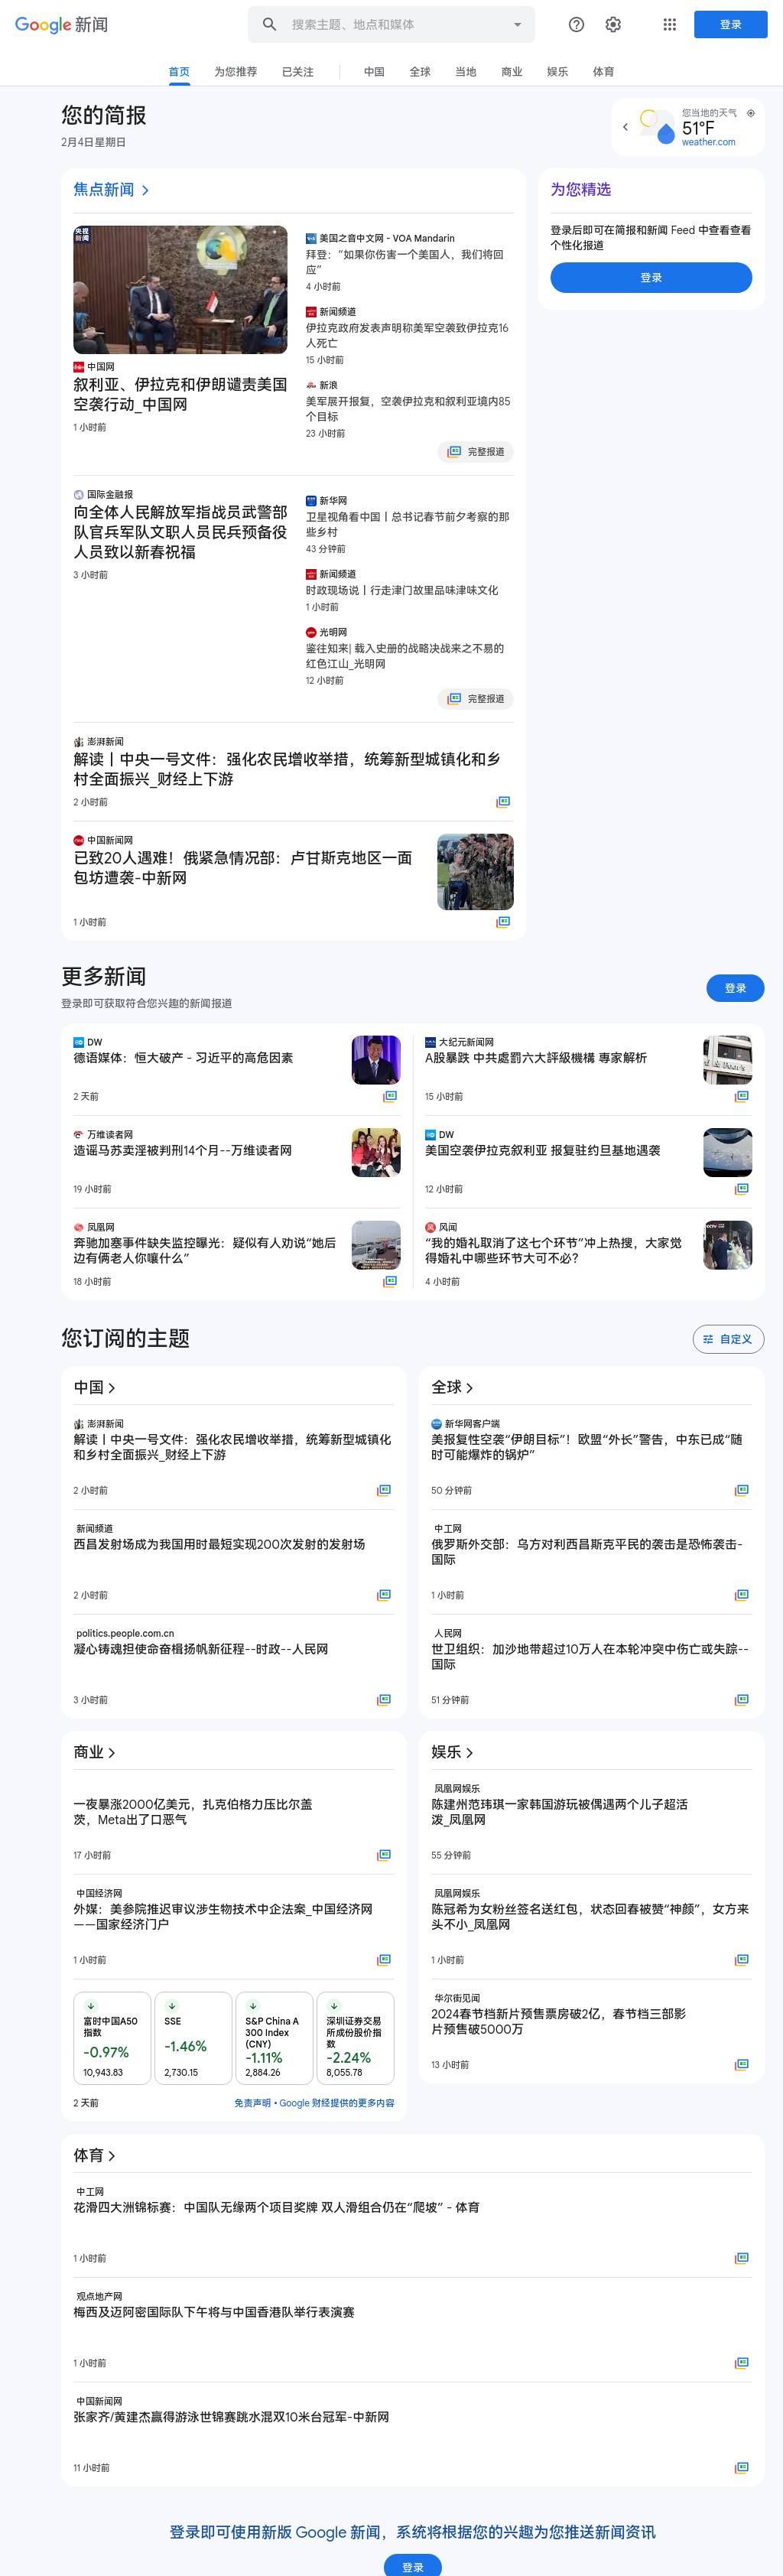 Google 新闻
搜索主题、地点和媒体
登录
首页
为您推荐
已关注
中国
全球
当地
商业
娱乐
体育
您的简报
2月4日星期日
您当地的天气
51°F
weather.com
焦点新闻
央视
新闻
中国网
叙利亚、伊拉克和伊朗谴责美国
空袭行动_中国网
1 小时前
美国之音中文网 - VOA Mandarin
拜登：“如果你伤害一个美国人，我们将回
应”
4 小时前
新闻频道
伊拉克政府发表声明称美军空袭致伊拉克16
人死亡
15 小时前
新浪
美军展开报复，空袭伊拉克和叙利亚境内85
个目标
23 小时前
完整报道
国际金融报
向全体人民解放军指战员武警部
队官兵军队文职人员民兵预备役
人员致以新春祝福
3 小时前
新华网
卫星视角看中国丨总书记春节前夕考察的那
些乡村
43 分钟前
新闻频道
时政现场说丨行走津门故里品味津味文化
1 小时前
光明网
鉴往知来| 载入史册的战略决战来之不易的
红色江山_光明网
12 小时前
完整报道
澎湃新闻
解读丨中央一号文件：强化农民增收举措，统筹新型城镇化和乡
村全面振兴_财经上下游
2 小时前
中国新闻网
已致20人遇难！俄紧急情况部：卢甘斯克地区一面
包坊遭袭-中新网
1 小时前
为您精选
登录后即可在简报和新闻 Feed 中查看查看
个性化报道
登录
更多新闻
登录即可获取符合您兴趣的新闻报道
登录
DW
德语媒体：恒大破产 - 习近平的高危因素
2 天前
大纪元新闻网
A股暴跌 中共處罰六大評級機構 專家解析
15 小时前
万维读者网
造谣马苏卖淫被判刑14个月--万维读者网
19 小时前
DW
美国空袭伊拉克叙利亚 报复驻约旦基地遇袭
12 小时前
凤凰网
奔驰加塞事件缺失监控曝光：疑似有人劝说“她后
边有俩老人你嚷什么”
18 小时前
风闻
“我的婚礼取消了这七个环节”冲上热搜，大家觉
得婚礼中哪些环节大可不必？
4 小时前
您订阅的主题
自定义
中国
澎湃新闻
解读丨中央一号文件：强化农民增收举措，统筹新型城镇化
和乡村全面振兴_财经上下游
2 小时前
新闻频道
西昌发射场成为我国用时最短实现200次发射的发射场
2 小时前
politics.people.com.cn
凝心铸魂担使命奋楫扬帆新征程--时政--人民网
3 小时前
全球
新华网客户端
美报复性空袭“伊朗目标”！欧盟“外长”警告，中东已成“随
时可能爆炸的锅炉”
50 分钟前
中工网
俄罗斯外交部：乌方对利西昌斯克平民的袭击是恐怖袭击-
国际
1 小时前
人民网
世卫组织：加沙地带超过10万人在本轮冲突中伤亡或失踪--
国际
51 分钟前
商业
一夜暴涨2000亿美元，扎克伯格力压比尔盖
茨，Meta出了口恶气
17 小时前
中国经济网
外媒：美参院推迟审议涉生物技术中企法案_中国经济网
——国家经济门户
1 小时前
富时中国A50
指数
-0.97%
10,943.83
SSE
-1.46%
2,730.15
S&P China A
300 Index
(CNY)
-1.11%
2,884.26
深圳证券交易
所成份股价指
数
-2.24%
8,055.78
2 天前
免责声明 • Google 财经提供的更多内容
娱乐
凤凰网娱乐
陈建州范玮琪一家韩国游玩被偶遇两个儿子超活
泼_凤凰网
55 分钟前
凤凰网娱乐
陈冠希为女粉丝签名送红包，状态回春被赞“神颜”，女方来
头不小_凤凰网
1 小时前
华尔街见闻
2024春节档新片预售票房破2亿，春节档三部影
片预售破5000万
13 小时前
体育
中工网
花滑四大洲锦标赛：中国队无缘两个项目奖牌 双人滑组合仍在“爬坡” - 体育
1 小时前
观点地产网
梅西及迈阿密国际队下午将与中国香港队举行表演赛
1 小时前
中国新闻网
张家齐/黄建杰赢得游泳世锦赛跳水混双10米台冠军-中新网
11 小时前
登录即可使用新版 Google 新闻，系统将根据您的兴趣为您推送新闻资讯
登录